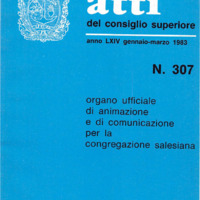 atti
del consiglio superiore
anno LXIV gennaio-marzo 1983
N. 307
organo ufficiale
di animazione
e di comunicazione
per la
congregazione salesiana